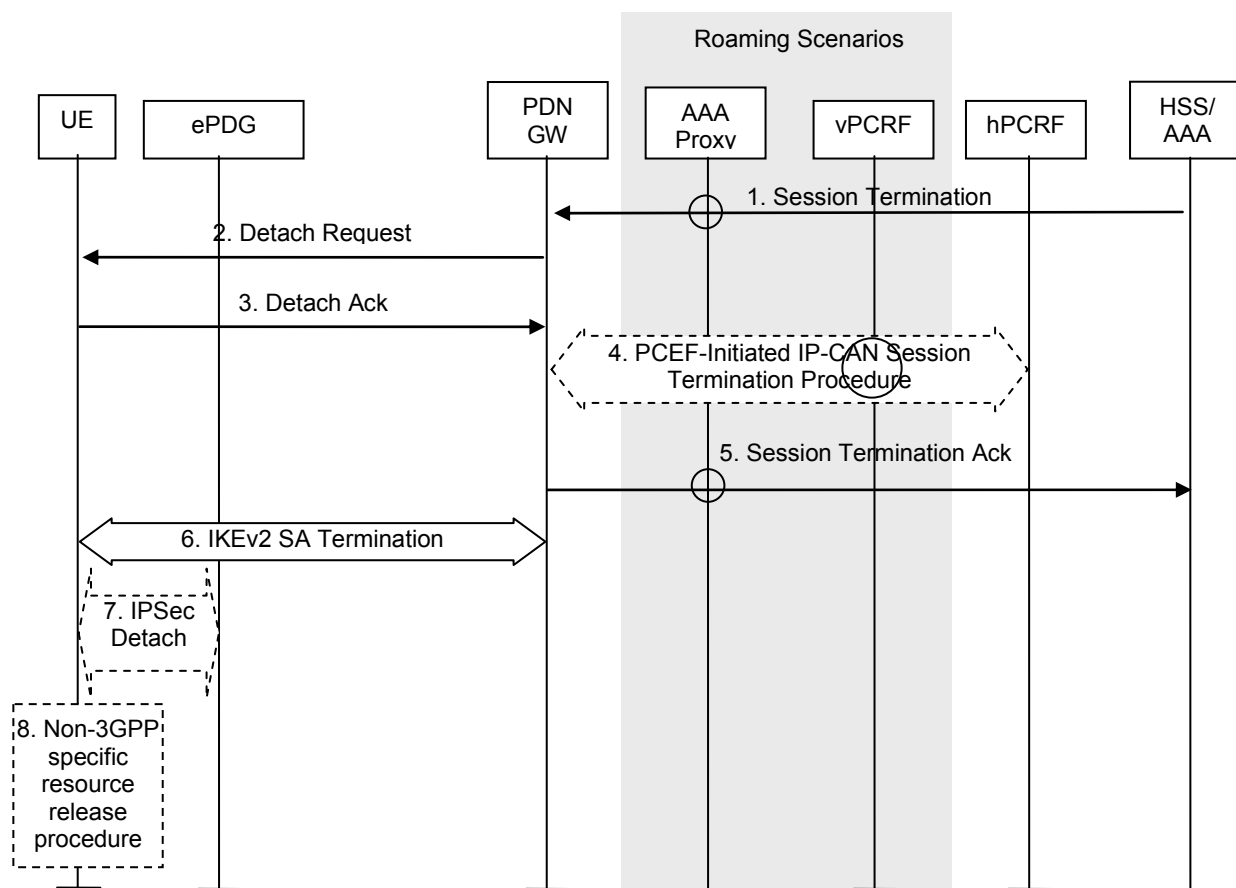 Roaming Scenarios
UE
ePDG
PDN
GW
AAA
Proxy
vPCRF
hPCRF
HSS/
AAA
1. Session Termination
2. Detach Request
3. Detach Ack
4. PCEF-Initiated IP-CAN Session
Termination Procedure
5. Session Termination Ack
6. IKEv2 SA Termination
7. IPSec
Detach
8. Non-3GPP
specific
resource
release
procedure